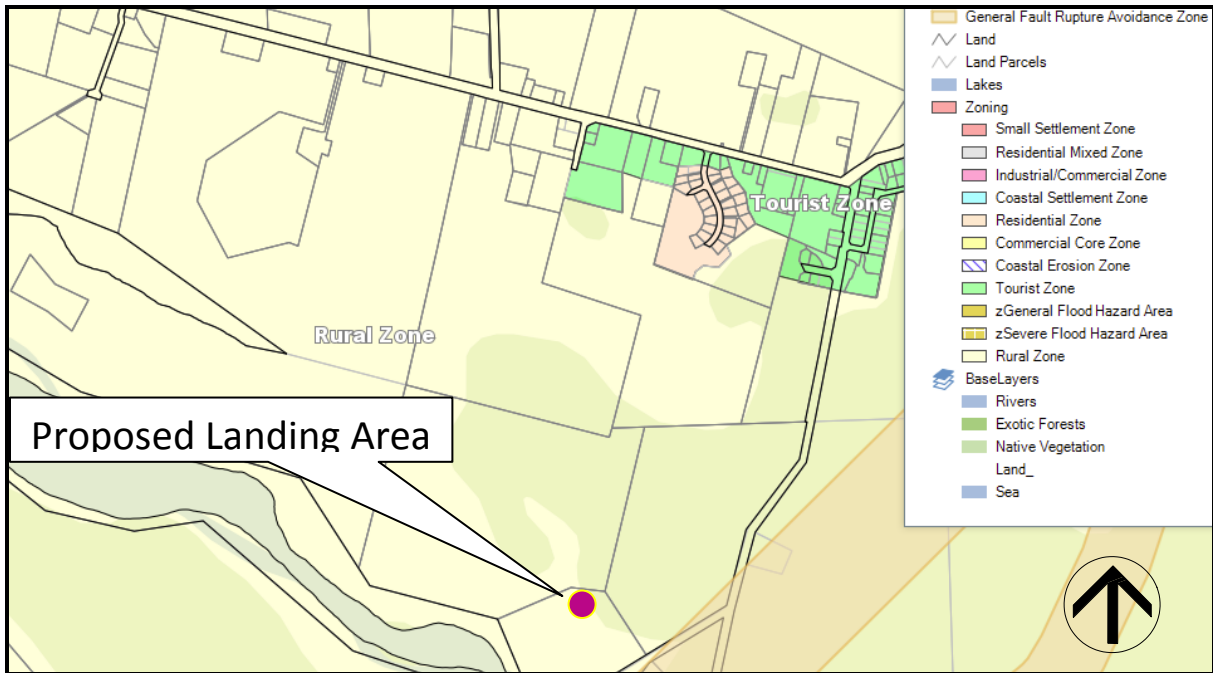 General Fault Rupture Avoidance Zone
Land
Land Parcels
Lakes
Zoning
Small Settlement Zone
Residential Mixed Zone
Industrial/Commercial Zone
Coastal Settlement Zone
Residential Zone
Commercial Core Zone
Coastal Erosion Zone
Tourist Zone
zGeneral Flood Hazard Area
zSevere Flood Hazard Area
Rural Zone
BaseLayers
Rivers
Exotic Forests
Native Vegetation
Land_
Sea
Tourist Zone
Rural Zone
Proposed Landing Area